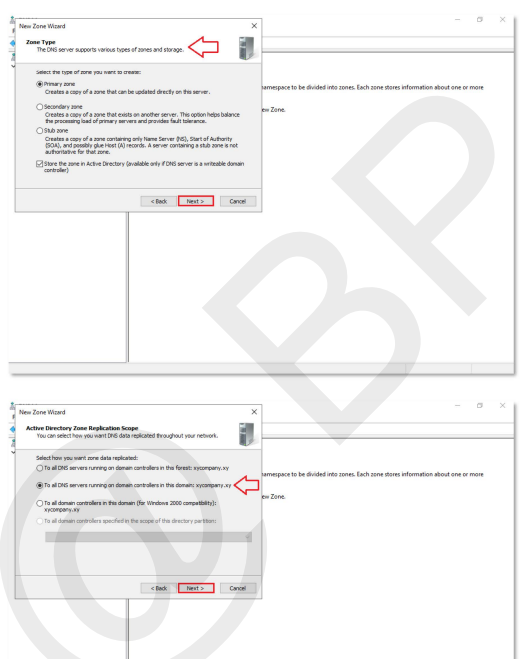 New Zone Wizard
Zone Type
The DNS server supports various types of zones and storage.
Select the type of zone you want to create:
Primary zone
Creates a copy of a zone that can be updated directly on this server.
Secondary zone
Creates a copy of a zone that exists on another server. This option helps balance
the processing load of primary servers and provides fault tolerance.
Stub zone
Creates a copy of a zone containing only Name Server (NS), Start of Authority
(SOA), and possibly glue Host (A) records. A server containing a stub zone is not
authoritative for that zone.
Store the zone in Active Directory (available only if DNS server is a writeable domain
controller)
< Back Next > Cancel
namespace to be divided into zones. Each zone stores information about one or more
ew Zone.
New Zone Wizard
Active Directory Zone Replication Scope
You can select how you want DNS data replicated throughout your network.
Select how you want zone data replicated:
To all DNS servers running on domain controllers in this forest: xycompany.xy
To all DNS servers running on domain controllers in this domain: xycompany.xy
To all domain controllers in this domain (for Windows 2000 compatibility):
xycompany.xy
To all domain controllers specified in the scope of this directory partition:
< Back Next > Cancel
namespace to be divided into zones. Each zone stores information about one or more
ew Zone.
@ BP